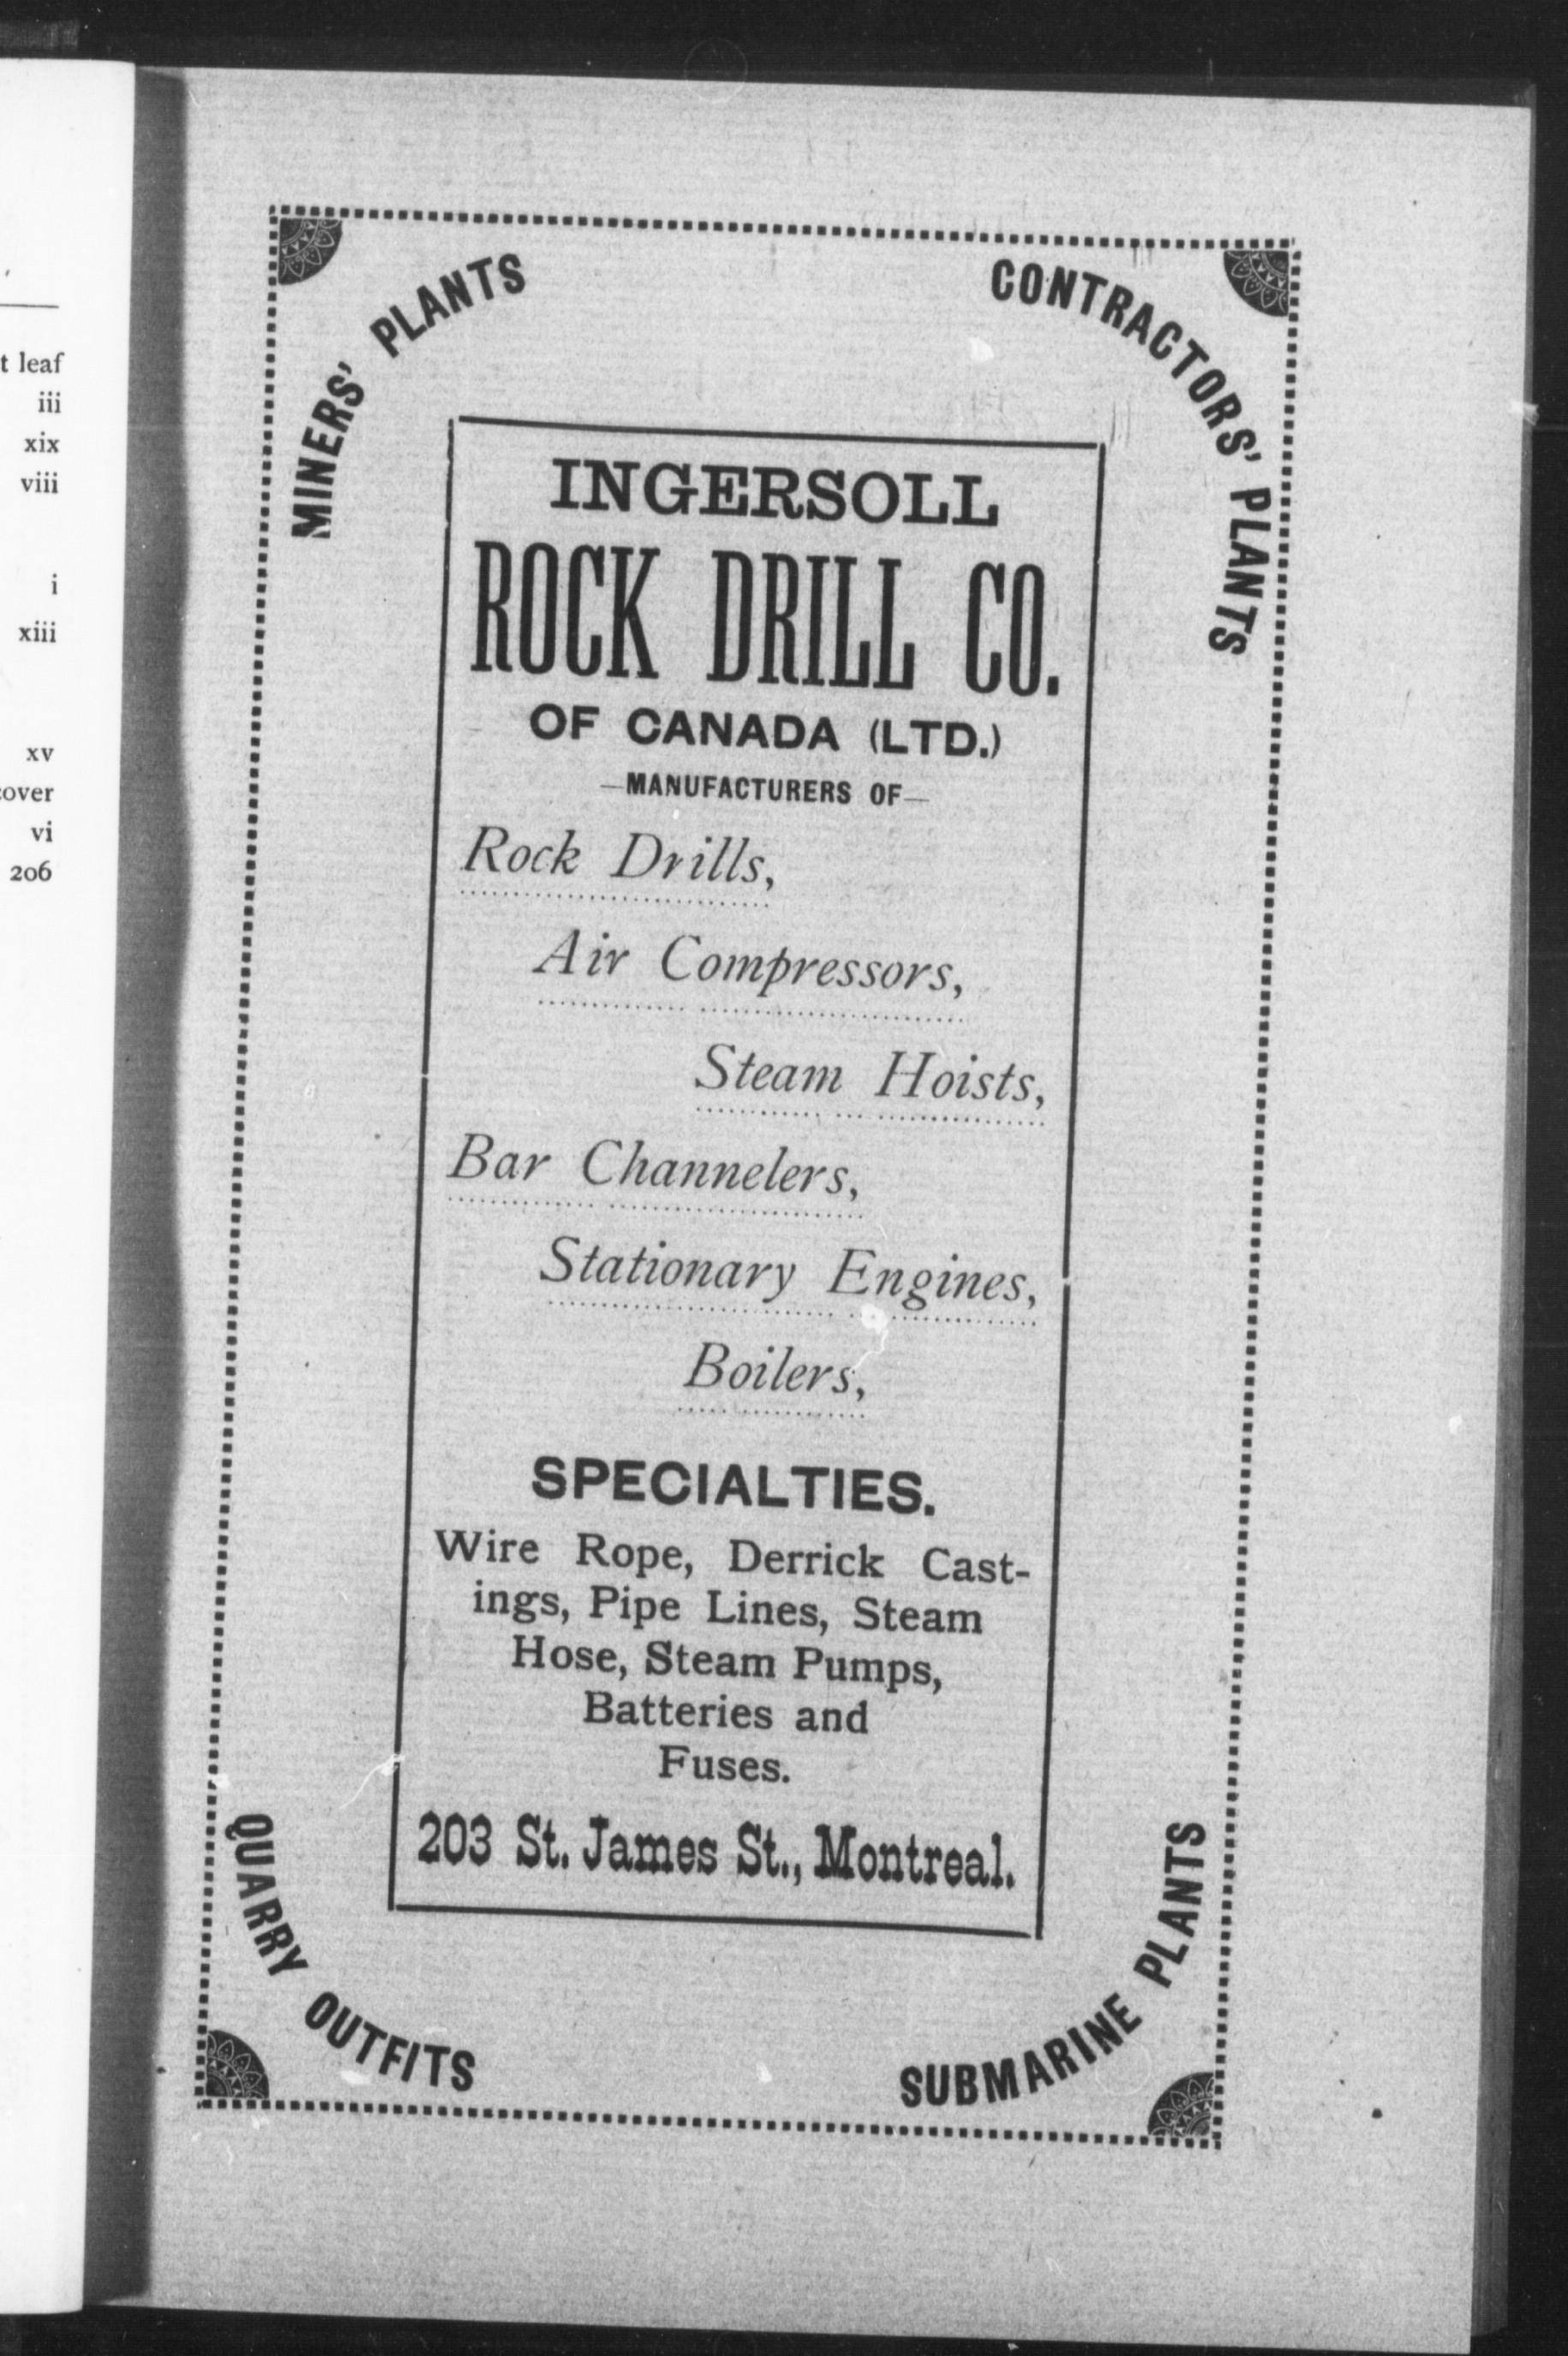 t leaf
iii
xix
viii
i
xiii
xv
cover
vi
206
MINERS' PLANTS
CONTRACTORS' PLANTS
INGERSOLL
ROCK DRILL CO.
OF CANADA (LTD.)
—MANUFACTURERS OF—
Rock Drills,
Air Compressors,
Steam Hoists,
Bar Channelers,
Stationary Engines,
Boilers,
SPECIALTIES.
Wire Rope, Derrick Cast-
ings, Pipe Lines, Steam
Hose, Steam Pumps,
Batteries and
Fuses.
203 St. James St., Montreal.
QUARRY OUTFITS
SUBMARINE PLANTS